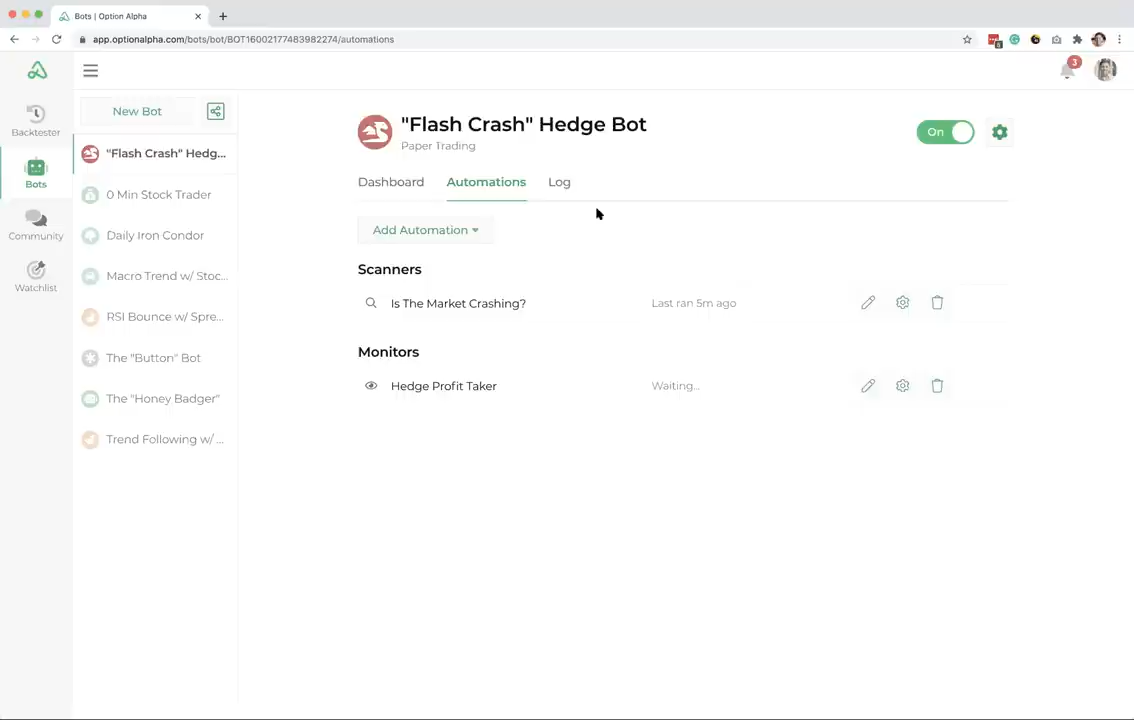 Bots | Option Alpha
app.optionalpha.com/bots/bot/BOT16002177483982274/automations
3
Backtester
Bots
Community
Watchlist
New Bot
"Flash Crash" Hedg...
0 Min Stock Trader
Daily Iron Condor
Macro Trend w/ Stoc...
RSI Bounce w/ Spre...
The "Button" Bot
The "Honey Badger"
Trend Following w/ ...
"Flash Crash" Hedge Bot
Paper Trading
On
Dashboard Automations Log
Add Automation
Scanners
Is The Market Crashing? Last ran 5m ago
Monitors
Hedge Profit Taker Waiting...